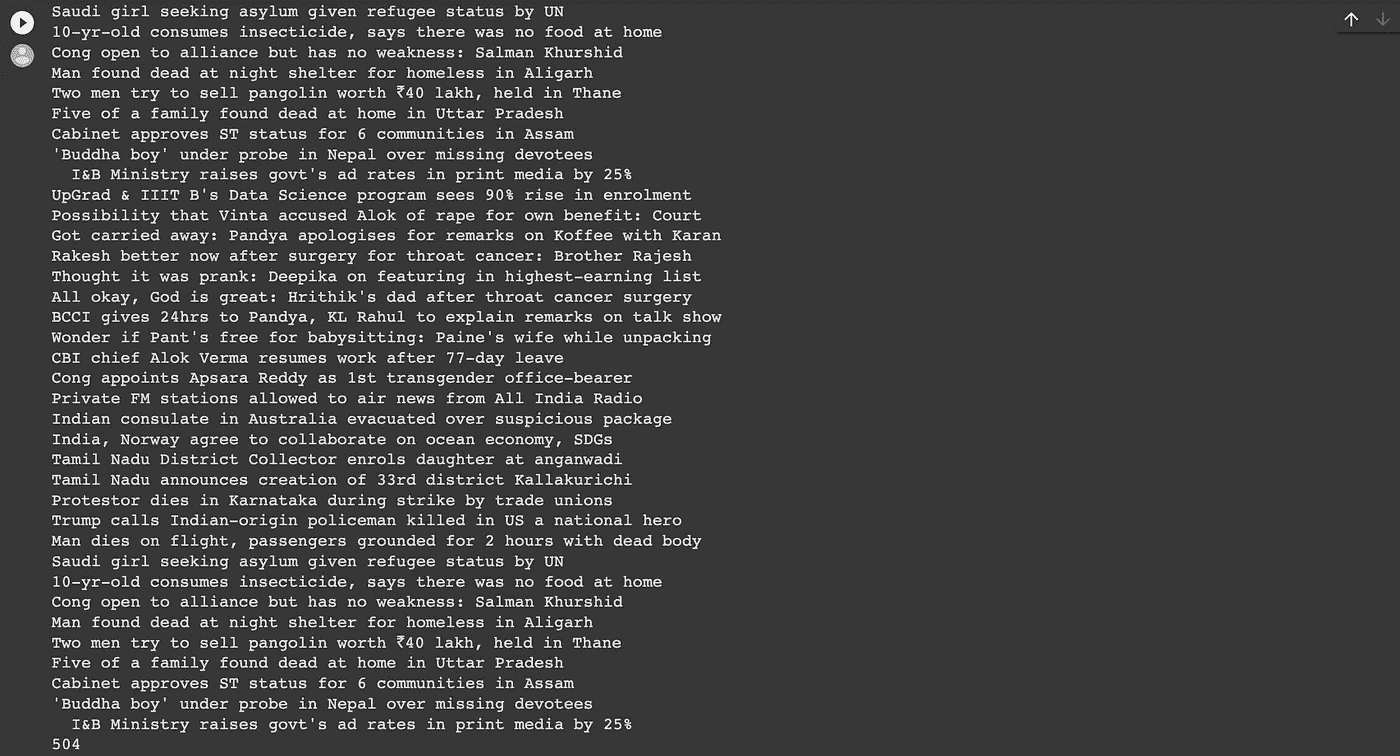 Saudi girl seeking asylum given refugee status by UN
10-yr-old consumes insecticide, says there was no food at home
Cong open to alliance but has no weakness: Salman Khurshid
Man found dead at night shelter for homeless in Aligarh
Two men try to sell pangolin worth ₹40 lakh, held in Thane
Five of a family found dead at home in Uttar Pradesh
Cabinet approves ST status for 6 communities in Assam
'Buddha boy' under probe in Nepal over missing devotees
  I&B Ministry raises govt's ad rates in print media by 25%
UpGrad & IIIT B's Data Science program sees 90% rise in enrolment
Possibility that Vinta accused Alok of rape for own benefit: Court
Got carried away: Pandya apologises for remarks on Koffee with Karan
Rakesh better now after surgery for throat cancer: Brother Rajesh
Thought it was prank: Deepika on featuring in highest-earning list
All okay, God is great: Hrithik's dad after throat cancer surgery
BCCI gives 24hrs to Pandya, KL Rahul to explain remarks on talk show
Wonder if Pant's free for babysitting: Paine's wife while unpacking
CBI chief Alok Verma resumes work after 77-day leave
Cong appoints Apsara Reddy as 1st transgender office-bearer
Private FM stations allowed to air news from All India Radio
Indian consulate in Australia evacuated over suspicious package
India, Norway agree to collaborate on ocean economy, SDGs
Tamil Nadu District Collector enrols daughter at anganwadi
Tamil Nadu announces creation of 33rd district Kallakurichi
Protestor dies in Karnataka during strike by trade unions
Trump calls Indian-origin policeman killed in US a national hero
Man dies on flight, passengers grounded for 2 hours with dead body
Saudi girl seeking asylum given refugee status by UN
10-yr-old consumes insecticide, says there was no food at home
Cong open to alliance but has no weakness: Salman Khurshid
Man found dead at night shelter for homeless in Aligarh
Two men try to sell pangolin worth ₹40 lakh, held in Thane
Five of a family found dead at home in Uttar Pradesh
Cabinet approves ST status for 6 communities in Assam
'Buddha boy' under probe in Nepal over missing devotees
  I&B Ministry raises govt's ad rates in print media by 25%
504